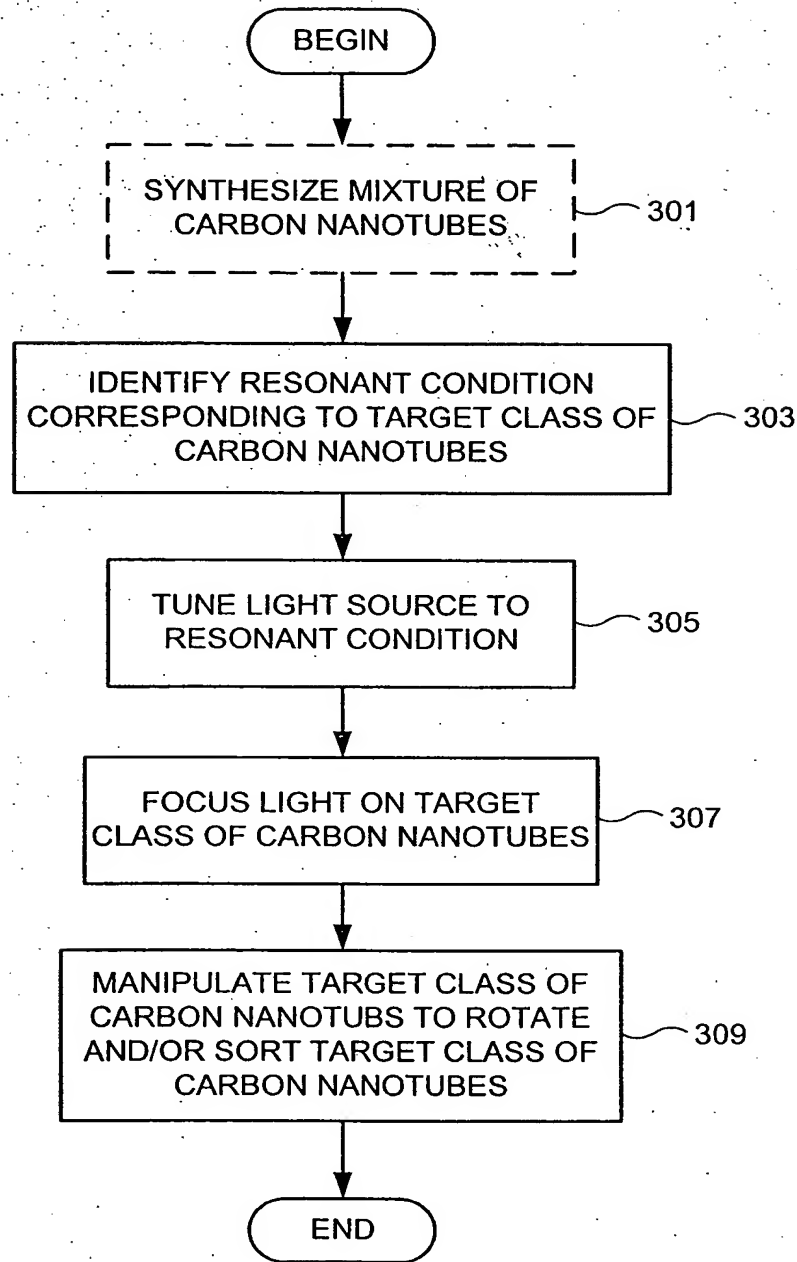 BEGIN
SYNTHESIZE MIXTURE OF
CARBON NANOTUBES
301
IDENTIFY RESONANT CONDITION
CORRESPONDING TO TARGET CLASS OF
CARBON NANOTUBES
303
TUNE LIGHT SOURCE TO
RESONANT CONDITION
305
FOCUS LIGHT ON TARGET
CLASS OF CARBON NANOTUBES
307
MANIPULATE TARGET CLASS OF
CARBON NANOTUBS TO ROTATE
AND/OR SORT TARGET CLASS OF
CARBON NANOTUBES
309
END